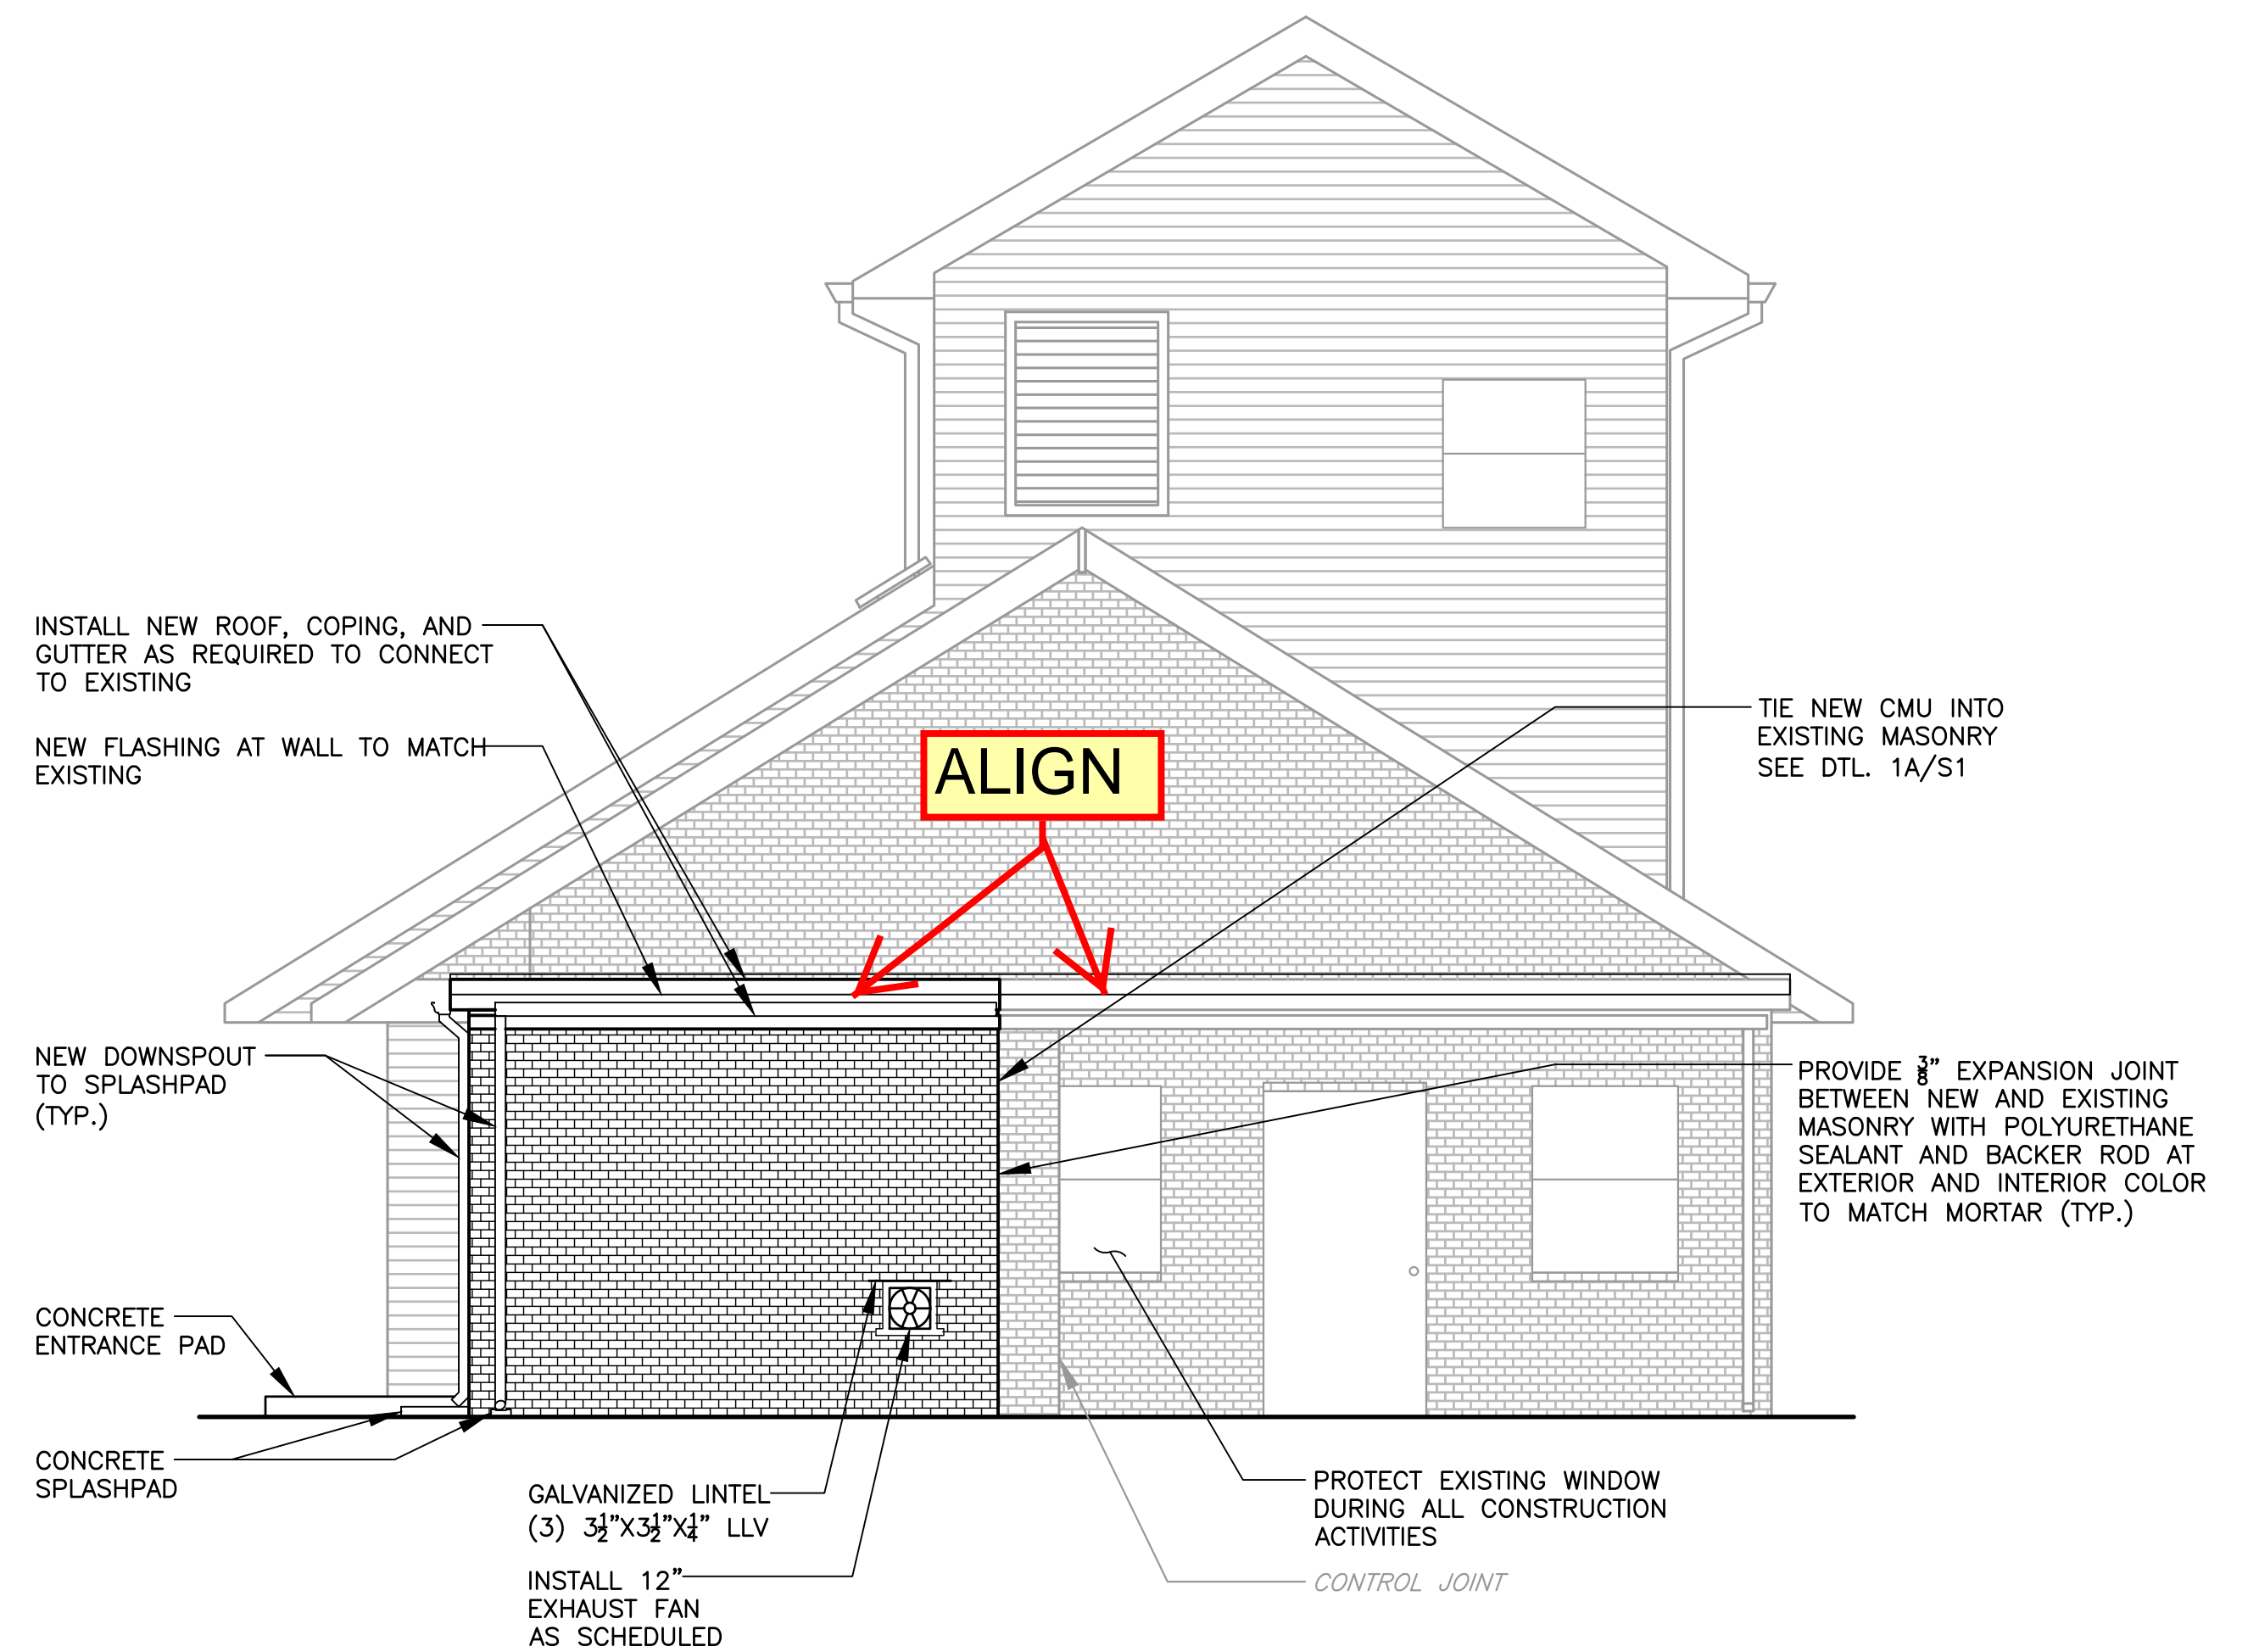 INSTALL NEW ROOF, COPING, AND
GUTTER AS REQUIRED TO CONNECT
TO EXISTING
NEW FLASHING AT WALL TO MATCH
EXISTING
ALIGN
TIE NEW CMU INTO
EXISTING MASONRY
SEE DTL. 1A/S1
NEW DOWNSPOUT
TO SPLASHPAD
(TYP.)
PROVIDE 3/8" EXPANSION JOINT
BETWEEN NEW AND EXISTING
MASONRY WITH POLYURETHANE
SEALANT AND BACKER ROD AT
EXTERIOR AND INTERIOR COLOR
TO MATCH MORTAR (TYP.)
CONCRETE
ENTRANCE PAD
CONCRETE
SPLASHPAD
GALVANIZED LINTEL
(3) 3 1/2"X3 1/2"X1/4" LLV
INSTALL 12"
EXHAUST FAN
AS SCHEDULED
PROTECT EXISTING WINDOW
DURING ALL CONSTRUCTION
ACTIVITIES
CONTROL JOINT